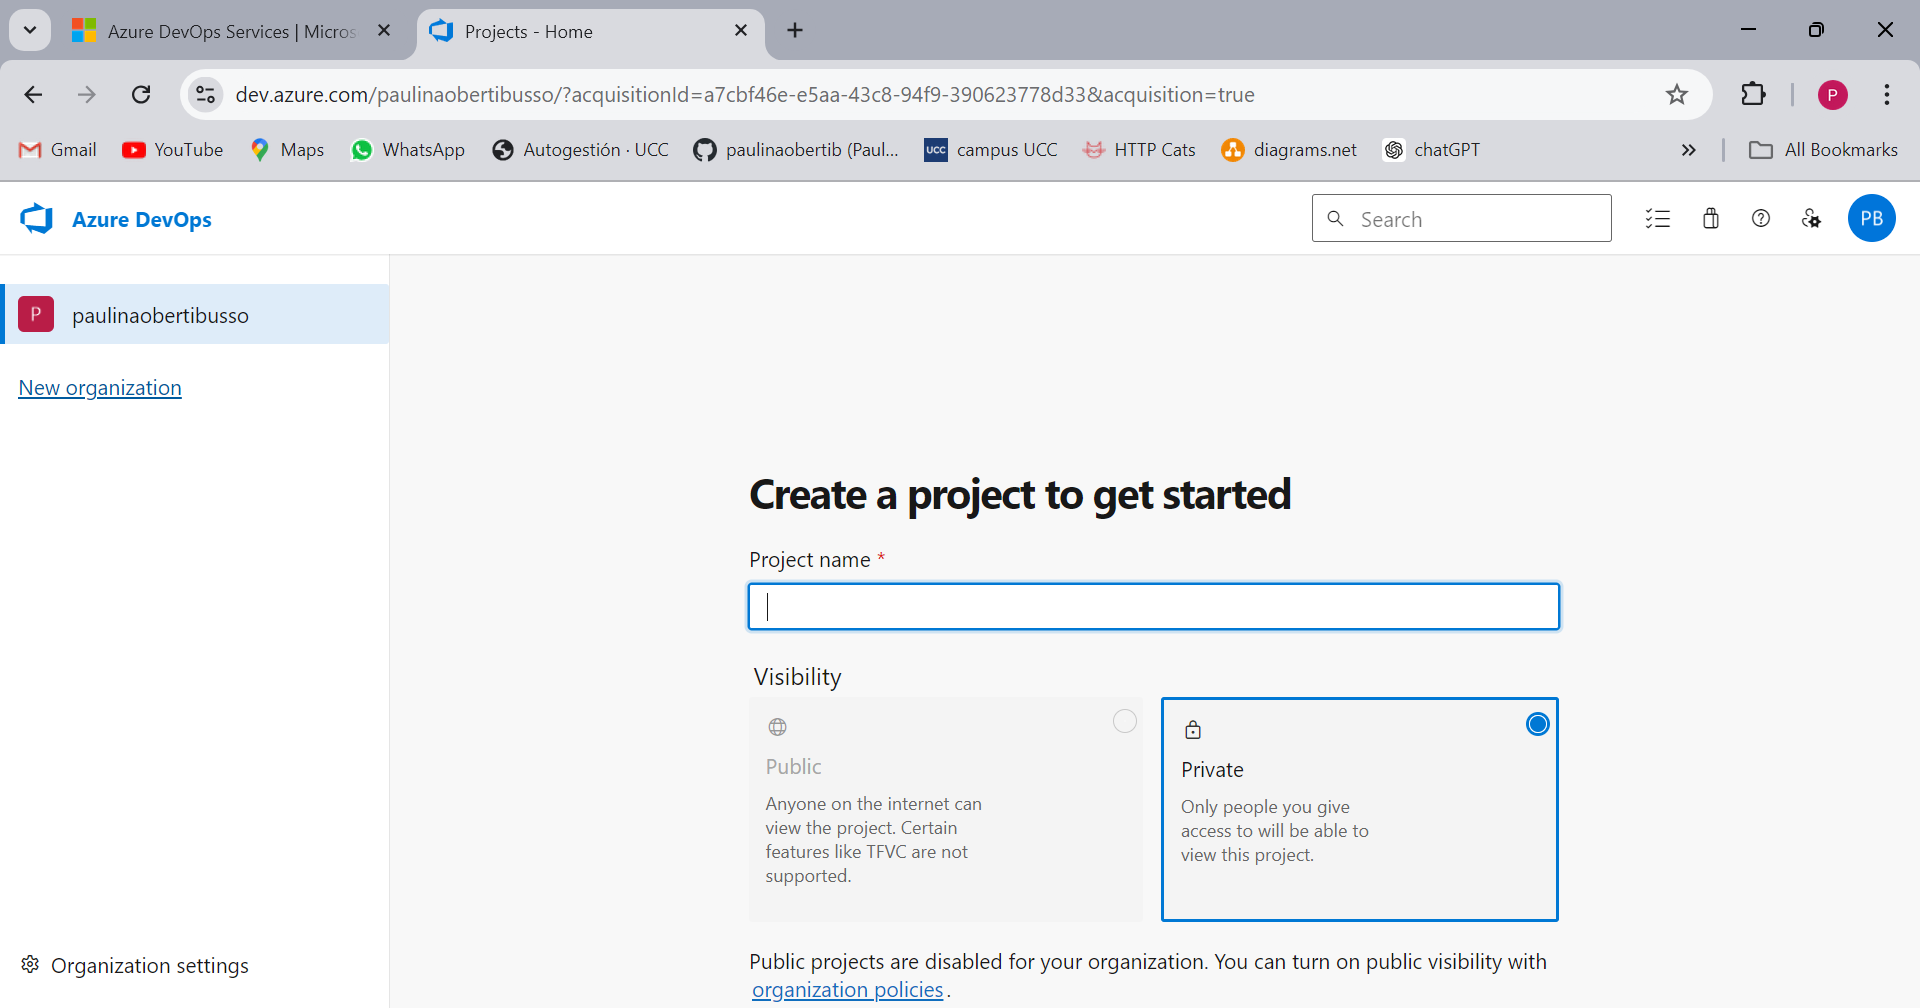 Azure DevOps Services | Micros
Projects - Home
dev.azure.com/paulinaobertibusso/?acquisitionId=a7cbf46e-e5aa-43c8-94f9-390623778d33&acquisition=true
P
Gmail
YouTube
Maps
WhatsApp
Autogestión · UCC
paulinaobertib (Paul...
UCC
campus UCC
HTTP Cats
diagrams.net
chatGPT
All Bookmarks
Azure DevOps
Search
PB
P
paulinaobertibusso
New organization
Create a project to get started
Project name *
Visibility
Public
Anyone on the internet can
view the project. Certain
features like TFVC are not
supported.
Private
Only people you give
access to will be able to
view this project.
Public projects are disabled for your organization. You can turn on public visibility with
organization policies.
Organization settings